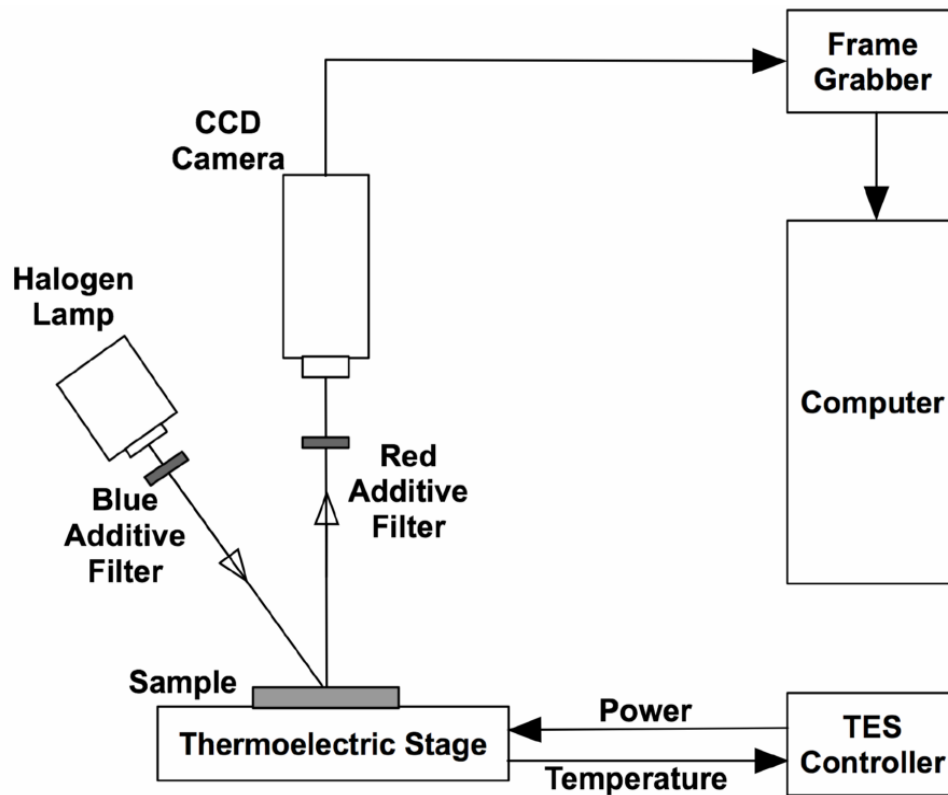 Frame
Grabber
CCD
Camera
Halogen
Lamp
Computer
Red
Additive
Filter
Blue
Additive
Filter
Sample
Thermoelectric Stage
Power
Temperature
TES
Controller